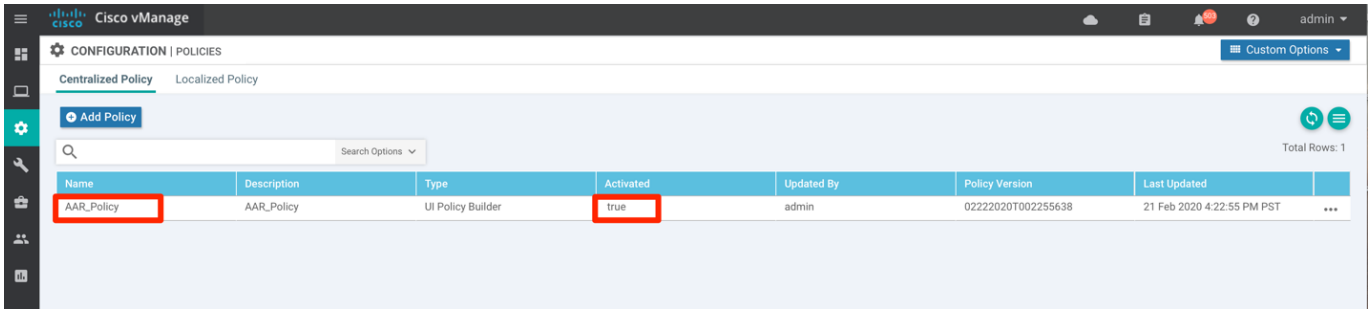 cisco Cisco vManage 503 admin
CONFIGURATION | POLICIES Custom Options
Centralized Policy Localized Policy
Add Policy
Search Options Total Rows: 1
Name Description Type Activated Updated By Policy Version Last Updated
AAR_Policy AAR_Policy UI Policy Builder true admin 02222020T002255638 21 Feb 2020 4:22:55 PM PST